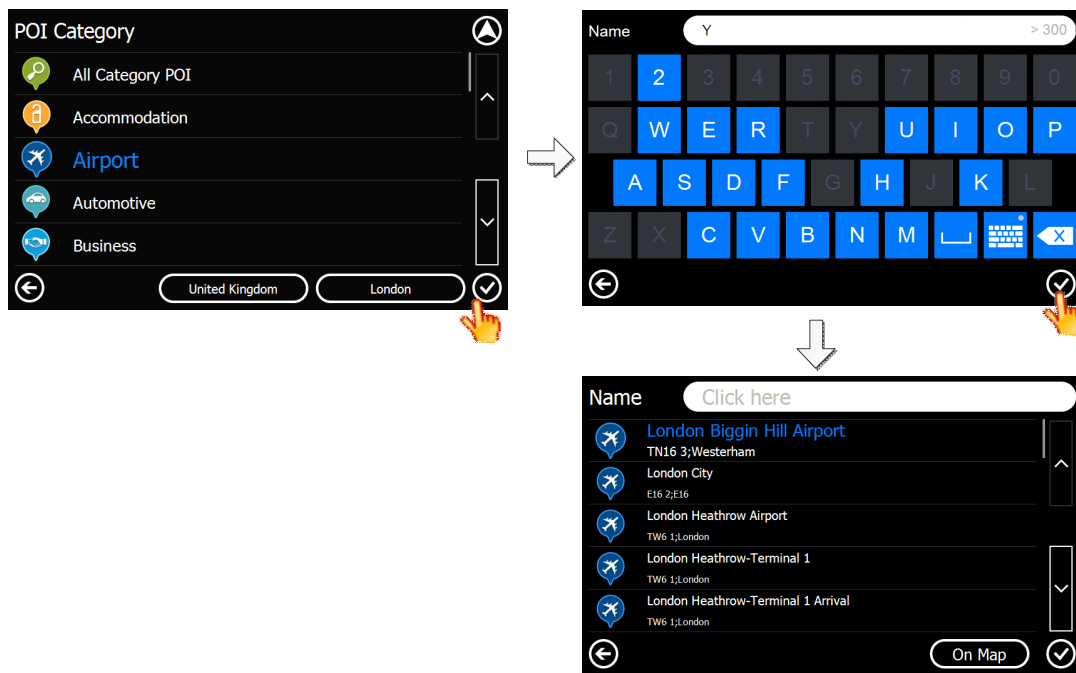 POI Category
All Category POI
Accommodation
Airport
Automotive
Business
United Kingdom London
Name Y > 300
1 2 3 4 5 6 7 8 9 0
Q W E R T Y U I O P
A S D F G H J K L
Z X C V B N M
Name Click here
London Biggin Hill Airport
TN16 3;Westerham
London City
E16 2;E16
London Heathrow Airport
TW6 1;London
London Heathrow-Terminal 1
TW6 1;London
London Heathrow-Terminal 1 Arrival
TW6 1;London
On Map